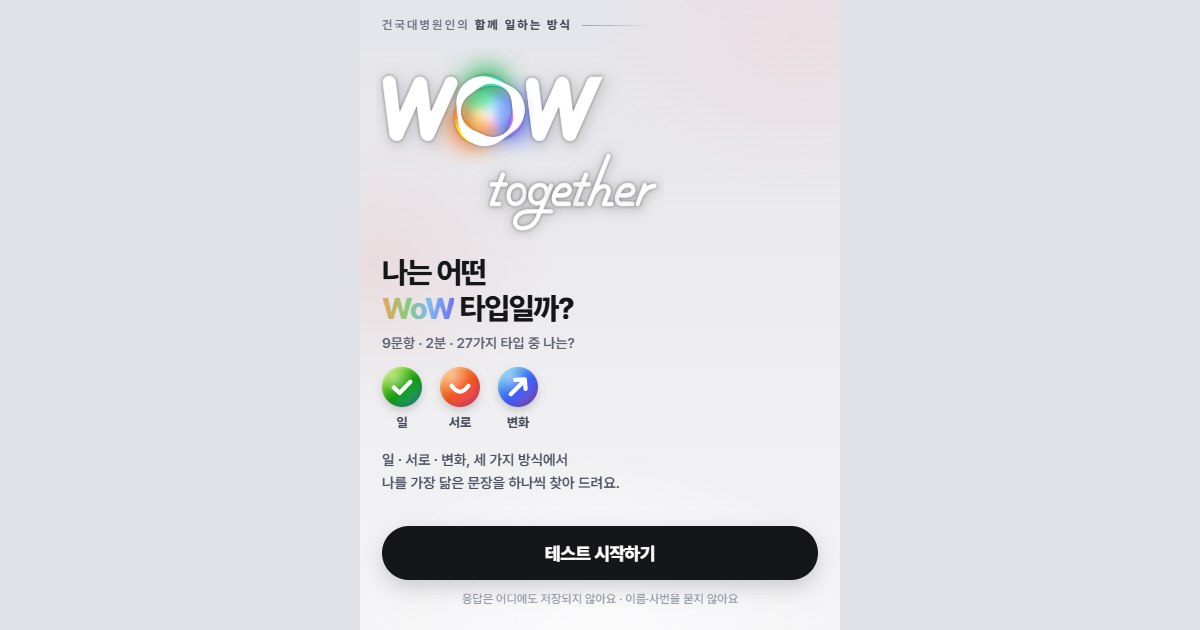 건국대병원인의 함께 일하는 방식
WOW
together
나는 어떤
WoW 타입일까?
9문항 · 2분 · 27가지 타입 중 나는?
일 서로 변화
일 · 서로 · 변화, 세 가지 방식에서
나를 가장 닮은 문장을 하나씩 찾아 드려요.
테스트 시작하기
응답은 어디에도 저장되지 않아요 · 이름·사번을 묻지 않아요